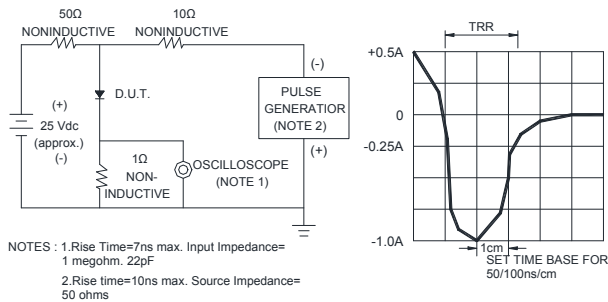 50Ω
NONINDUCTIVE
10Ω
NONINDUCTIVE
(+)
25 Vdc
(approx.)
(-)
D.U.T.
1Ω
NON-
INDUCTIVE
OSCILLOSCOPE
(NOTE 1)
(-)
PULSE
GENERATIOR
(NOTE 2)
(+)
TRR
+0.5A
0
-0.25A
-1.0A
1cm
SET TIME BASE FOR
50/100ns/cm
NOTES : 1.Rise Time=7ns max. Input Impedance=
1 megohm. 22pF
2.Rise time=10ns max. Source Impedance=
50 ohms